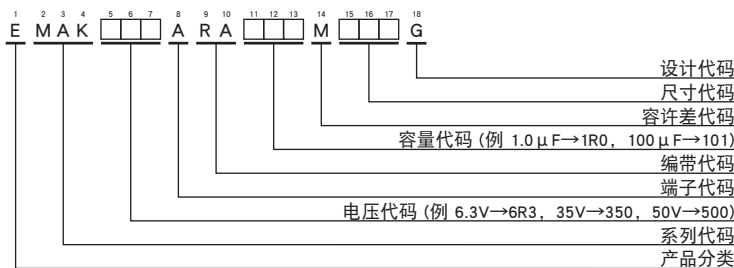 1 2 3 4 5 6 7 8 9 10 11 12 13 14 15 16 17 18
E M A K □□□ A R A □□□ M □□□ G
设计代码
尺寸代码
容许差代码
容量代码 (例 1.0μF→1R0, 100μF→101)
编带代码
端子代码
电压代码 (例 6.3V→6R3, 35V→350, 50V→500)
系列代码
产品分类